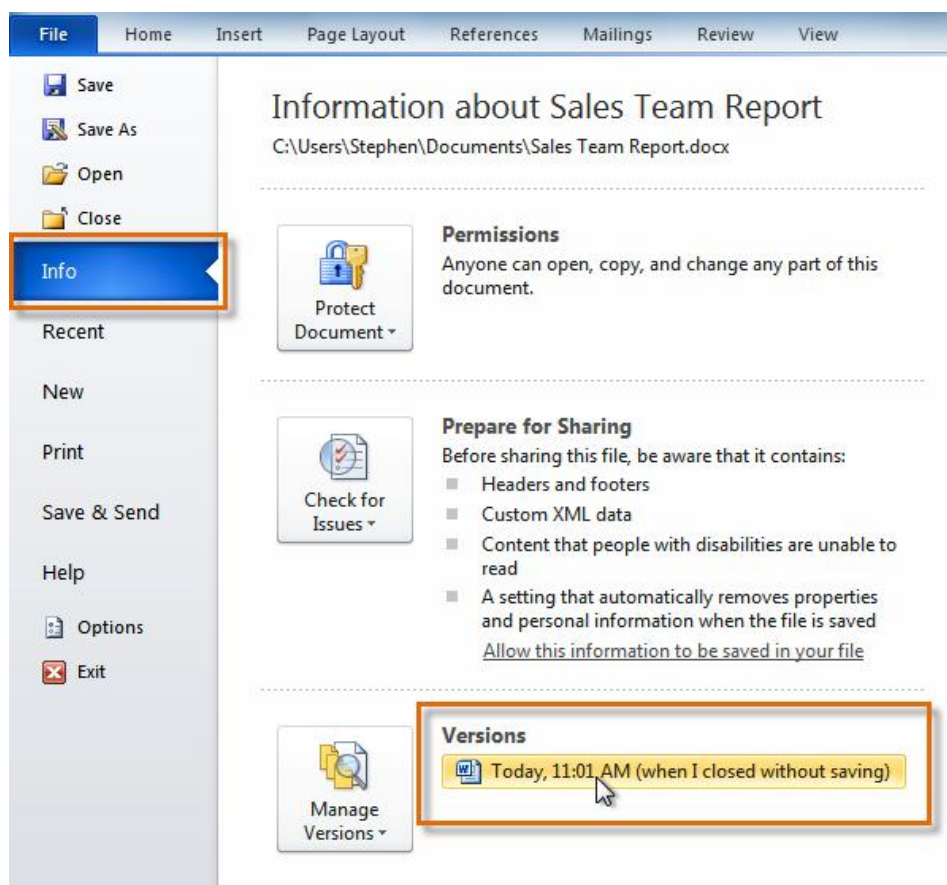 File Home Insert Page Layout References Mailings Review View
Save
Save As
Open
Close
Info
Recent
New
Print
Save & Send
Help
Options
Exit
Information about Sales Team Report
C:\Users\Stephen\Documents\Sales Team Report.docx
Protect
Document
Permissions
Anyone can open, copy, and change any part of this
document.
Check for
Issues
Prepare for Sharing
Before sharing this file, be aware that it contains:
Headers and footers
Custom XML data
Content that people with disabilities are unable to
read
A setting that automatically removes properties
and personal information when the file is saved
Allow this information to be saved in your file
Manage
Versions
Versions
Today, 11:01 AM (when I closed without saving)